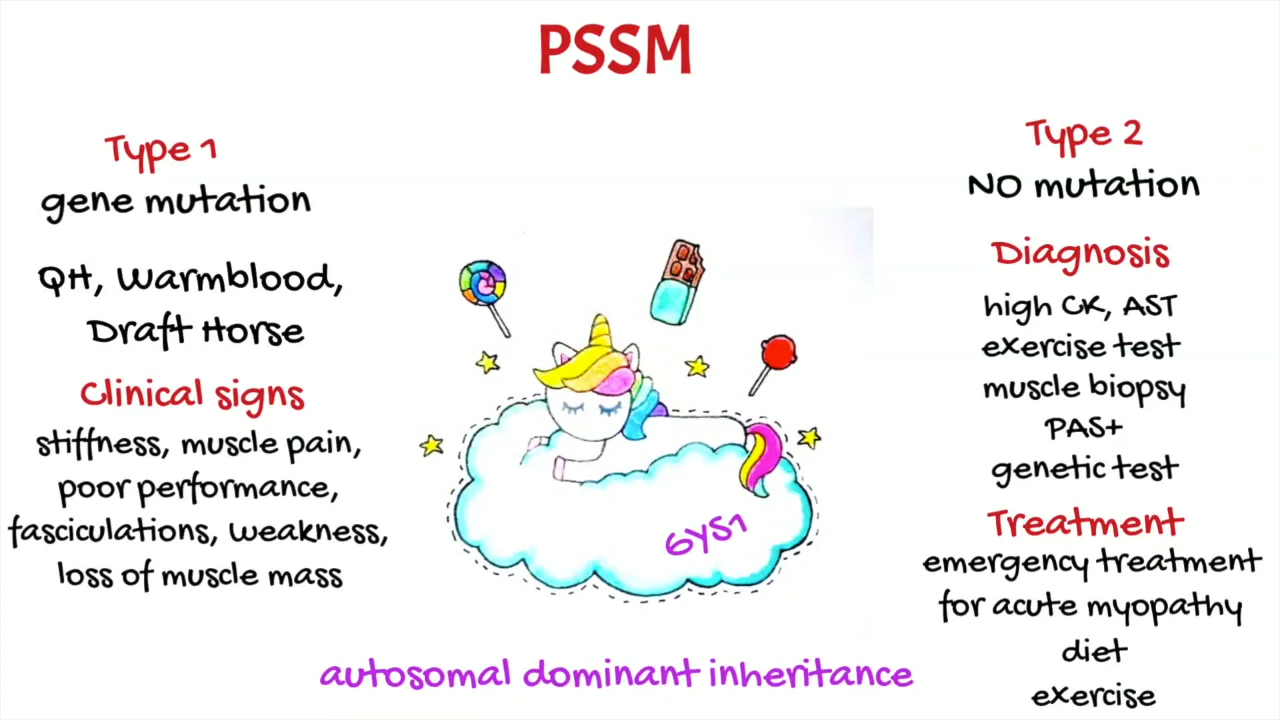 PSSM
Type 1
gene mutation
QH, Warmblood,
Draft Horse
Clinical signs
stiffness, muscle pain,
poor performance,
fasciculations, weakness,
loss of muscle mass
Type 2
NO mutation
Diagnosis
high CK, AST
exercise test
muscle biopsy
PAS+
genetic test
Treatment
emergency treatment
for acute myopathy
diet
exercise
GYS1
autosomal dominant inheritance